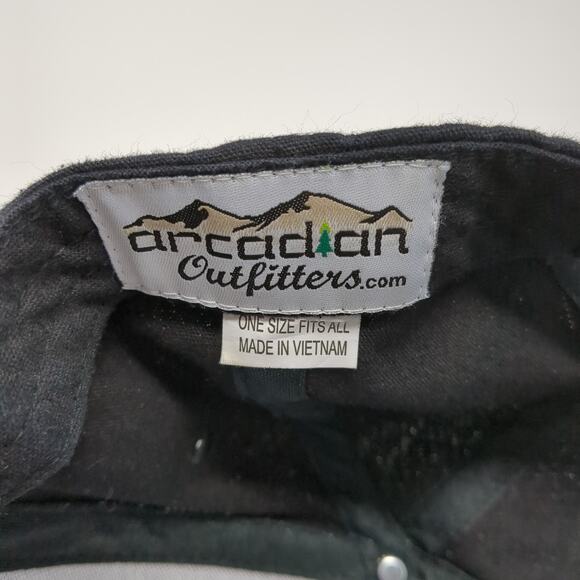 arcadian
Outfitters.com
ONE SIZE FITS ALL
MADE IN VIETNAM